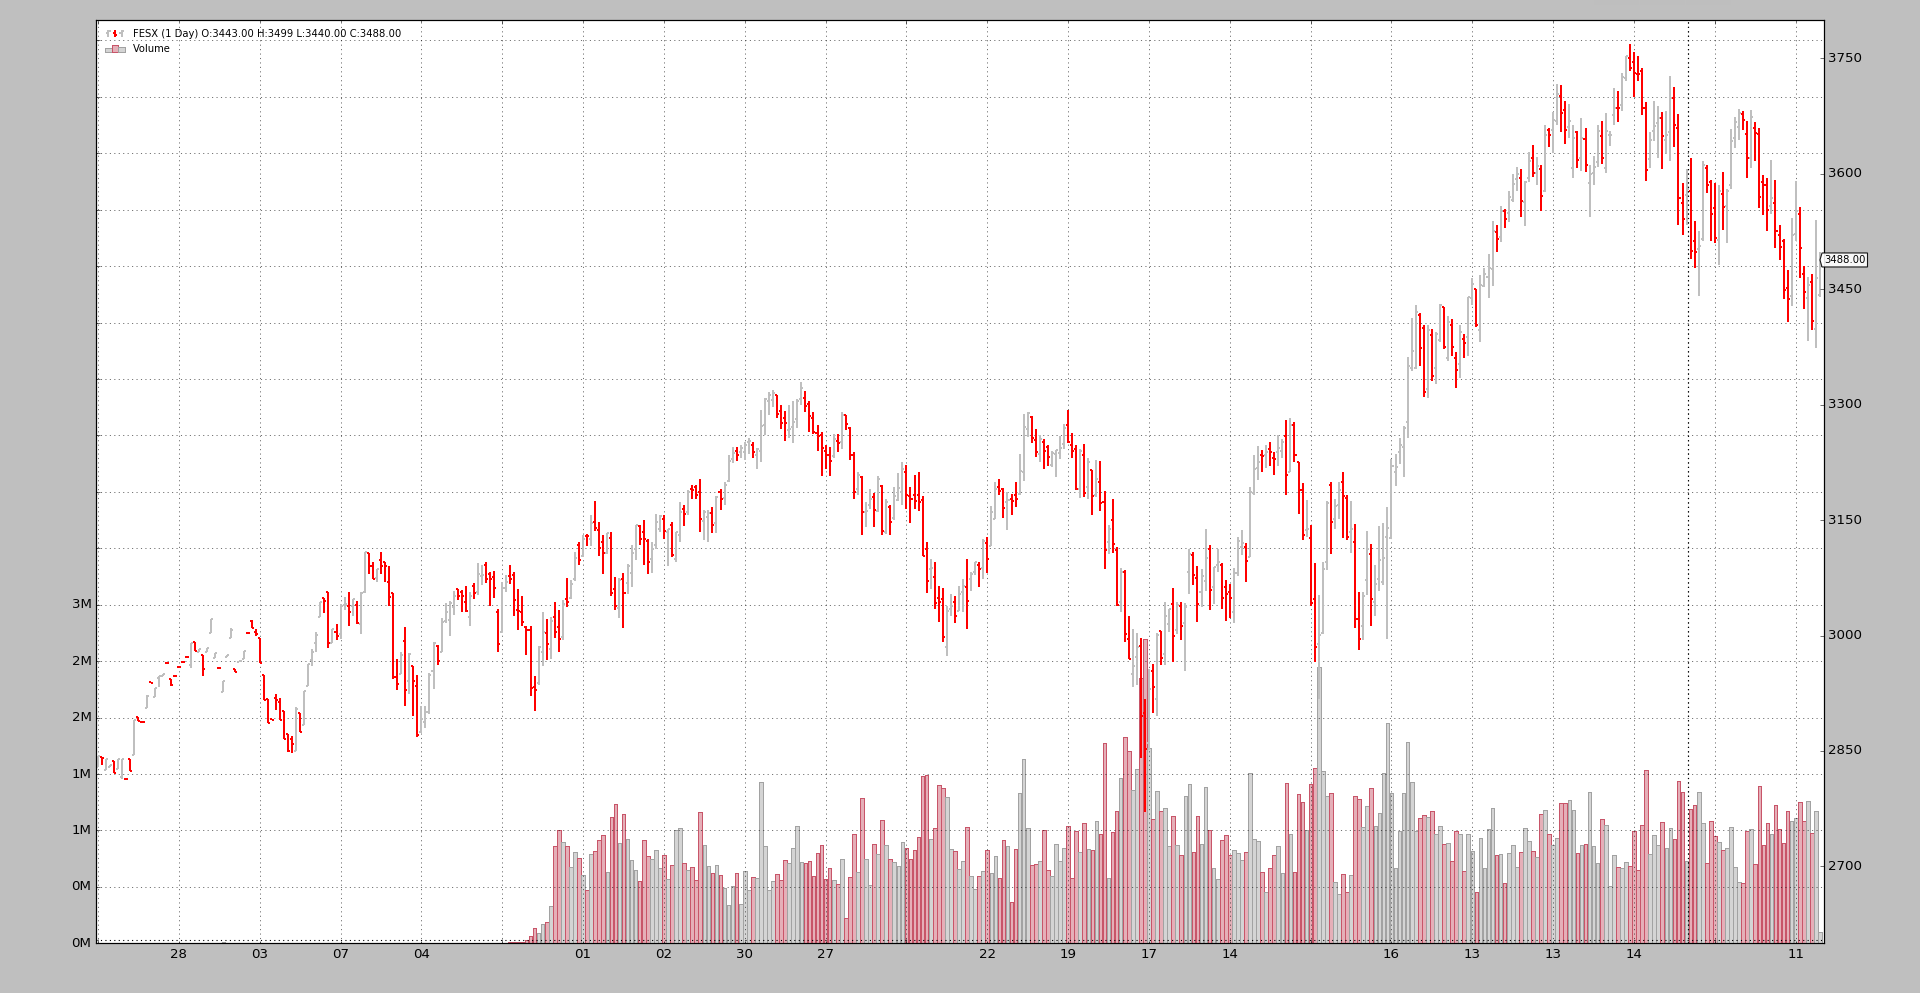 FESX (1 Day) O:3443.00 H:3499 L:3440.00 C:3488.00
Volume
3750
3600
3488.00
3450
3300
3150
3M
3000
2M
2M
2850
1M
1M
2700
0M
0M
28 03 07 04 01 02 30 27 22 19 17 14 16 13 13 14 11